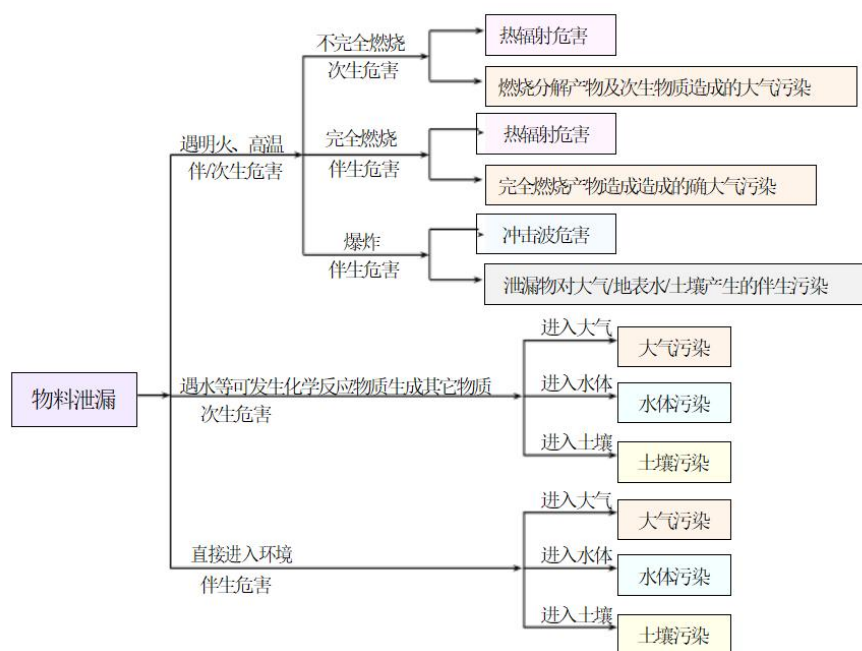 不完全燃烧
次生危害
热辐射危害
燃烧分解产物及次生物质造成的大气污染
遇明火、高温
伴/次生危害
完全燃烧
伴生危害
热辐射危害
完全燃烧产物造成造成的确大气污染
爆炸
伴生危害
冲击波危害
泄漏物对大气/地表水/土壤产生的伴生污染
物料泄漏
遇水等可发生化学反应物质生成其它物质
次生危害
进入大气
大气污染
进入水体
水体污染
进入土壤
土壤污染
直接进入环境
伴生危害
进入大气
大气污染
进入水体
水体污染
进入土壤
土壤污染